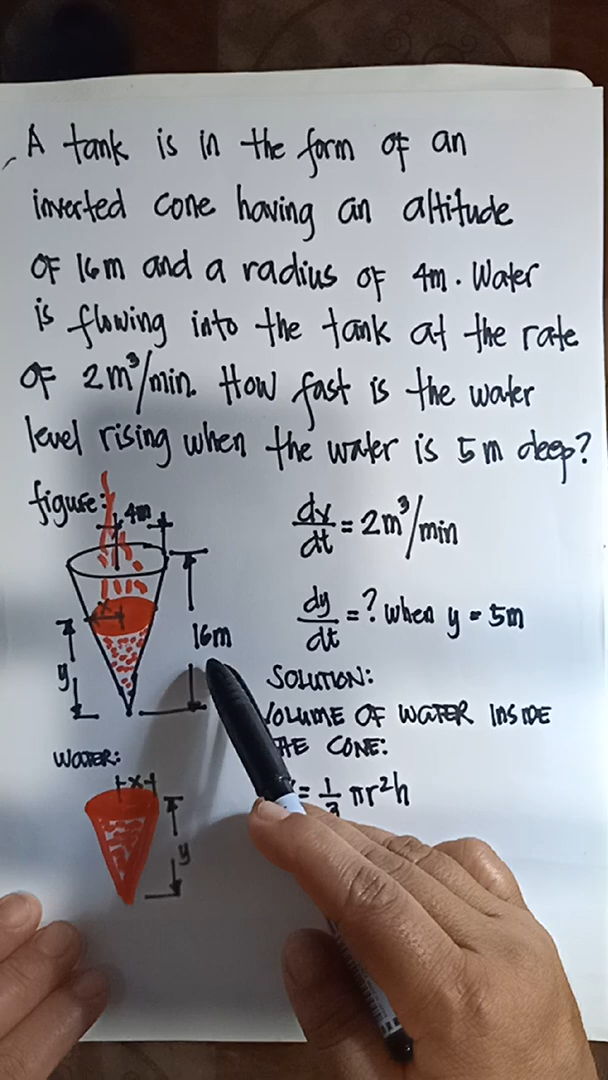 A tank is in the form of an
inverted cone having an altitude
of 16m and a radius of 4m. Water
is flowing into the tank at the rate
of 2m³/min. How fast is the water
level rising when the water is 5m deep?
figure:
4m
x
y
16m
dv/dt = 2m³/min
dy/dt = ? when y = 5m
SOLUTION:
VOLUME OF WATER INSIDE
THE CONE:
= 1/3 πr²h
WATER:
x
y